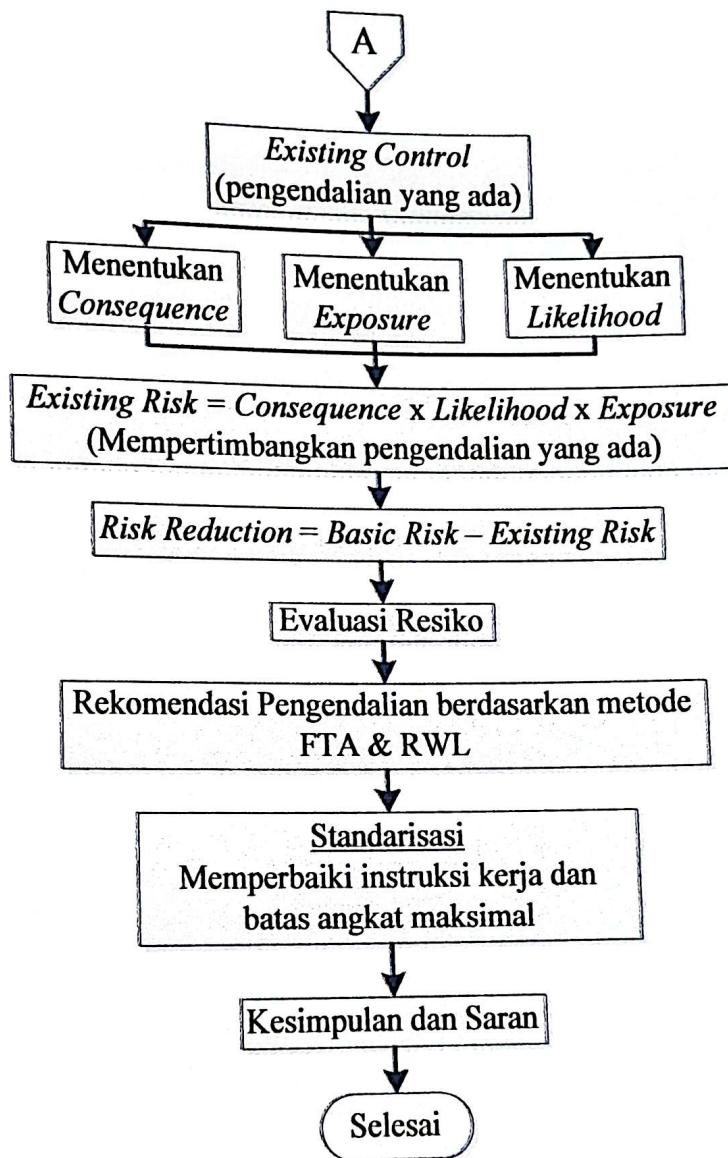 A
Existing Control
(pengendalian yang ada)
Menentukan
Consequence
Menentukan
Exposure
Menentukan
Likelihood
Existing Risk = Consequence x Likelihood x Exposure
(Mempertimbangkan pengendalian yang ada)
Risk Reduction = Basic Risk – Existing Risk
Evaluasi Resiko
Rekomendasi Pengendalian berdasarkan metode
FTA & RWL
Standarisasi
Memperbaiki instruksi kerja dan
batas angkat maksimal
Kesimpulan dan Saran
Selesai